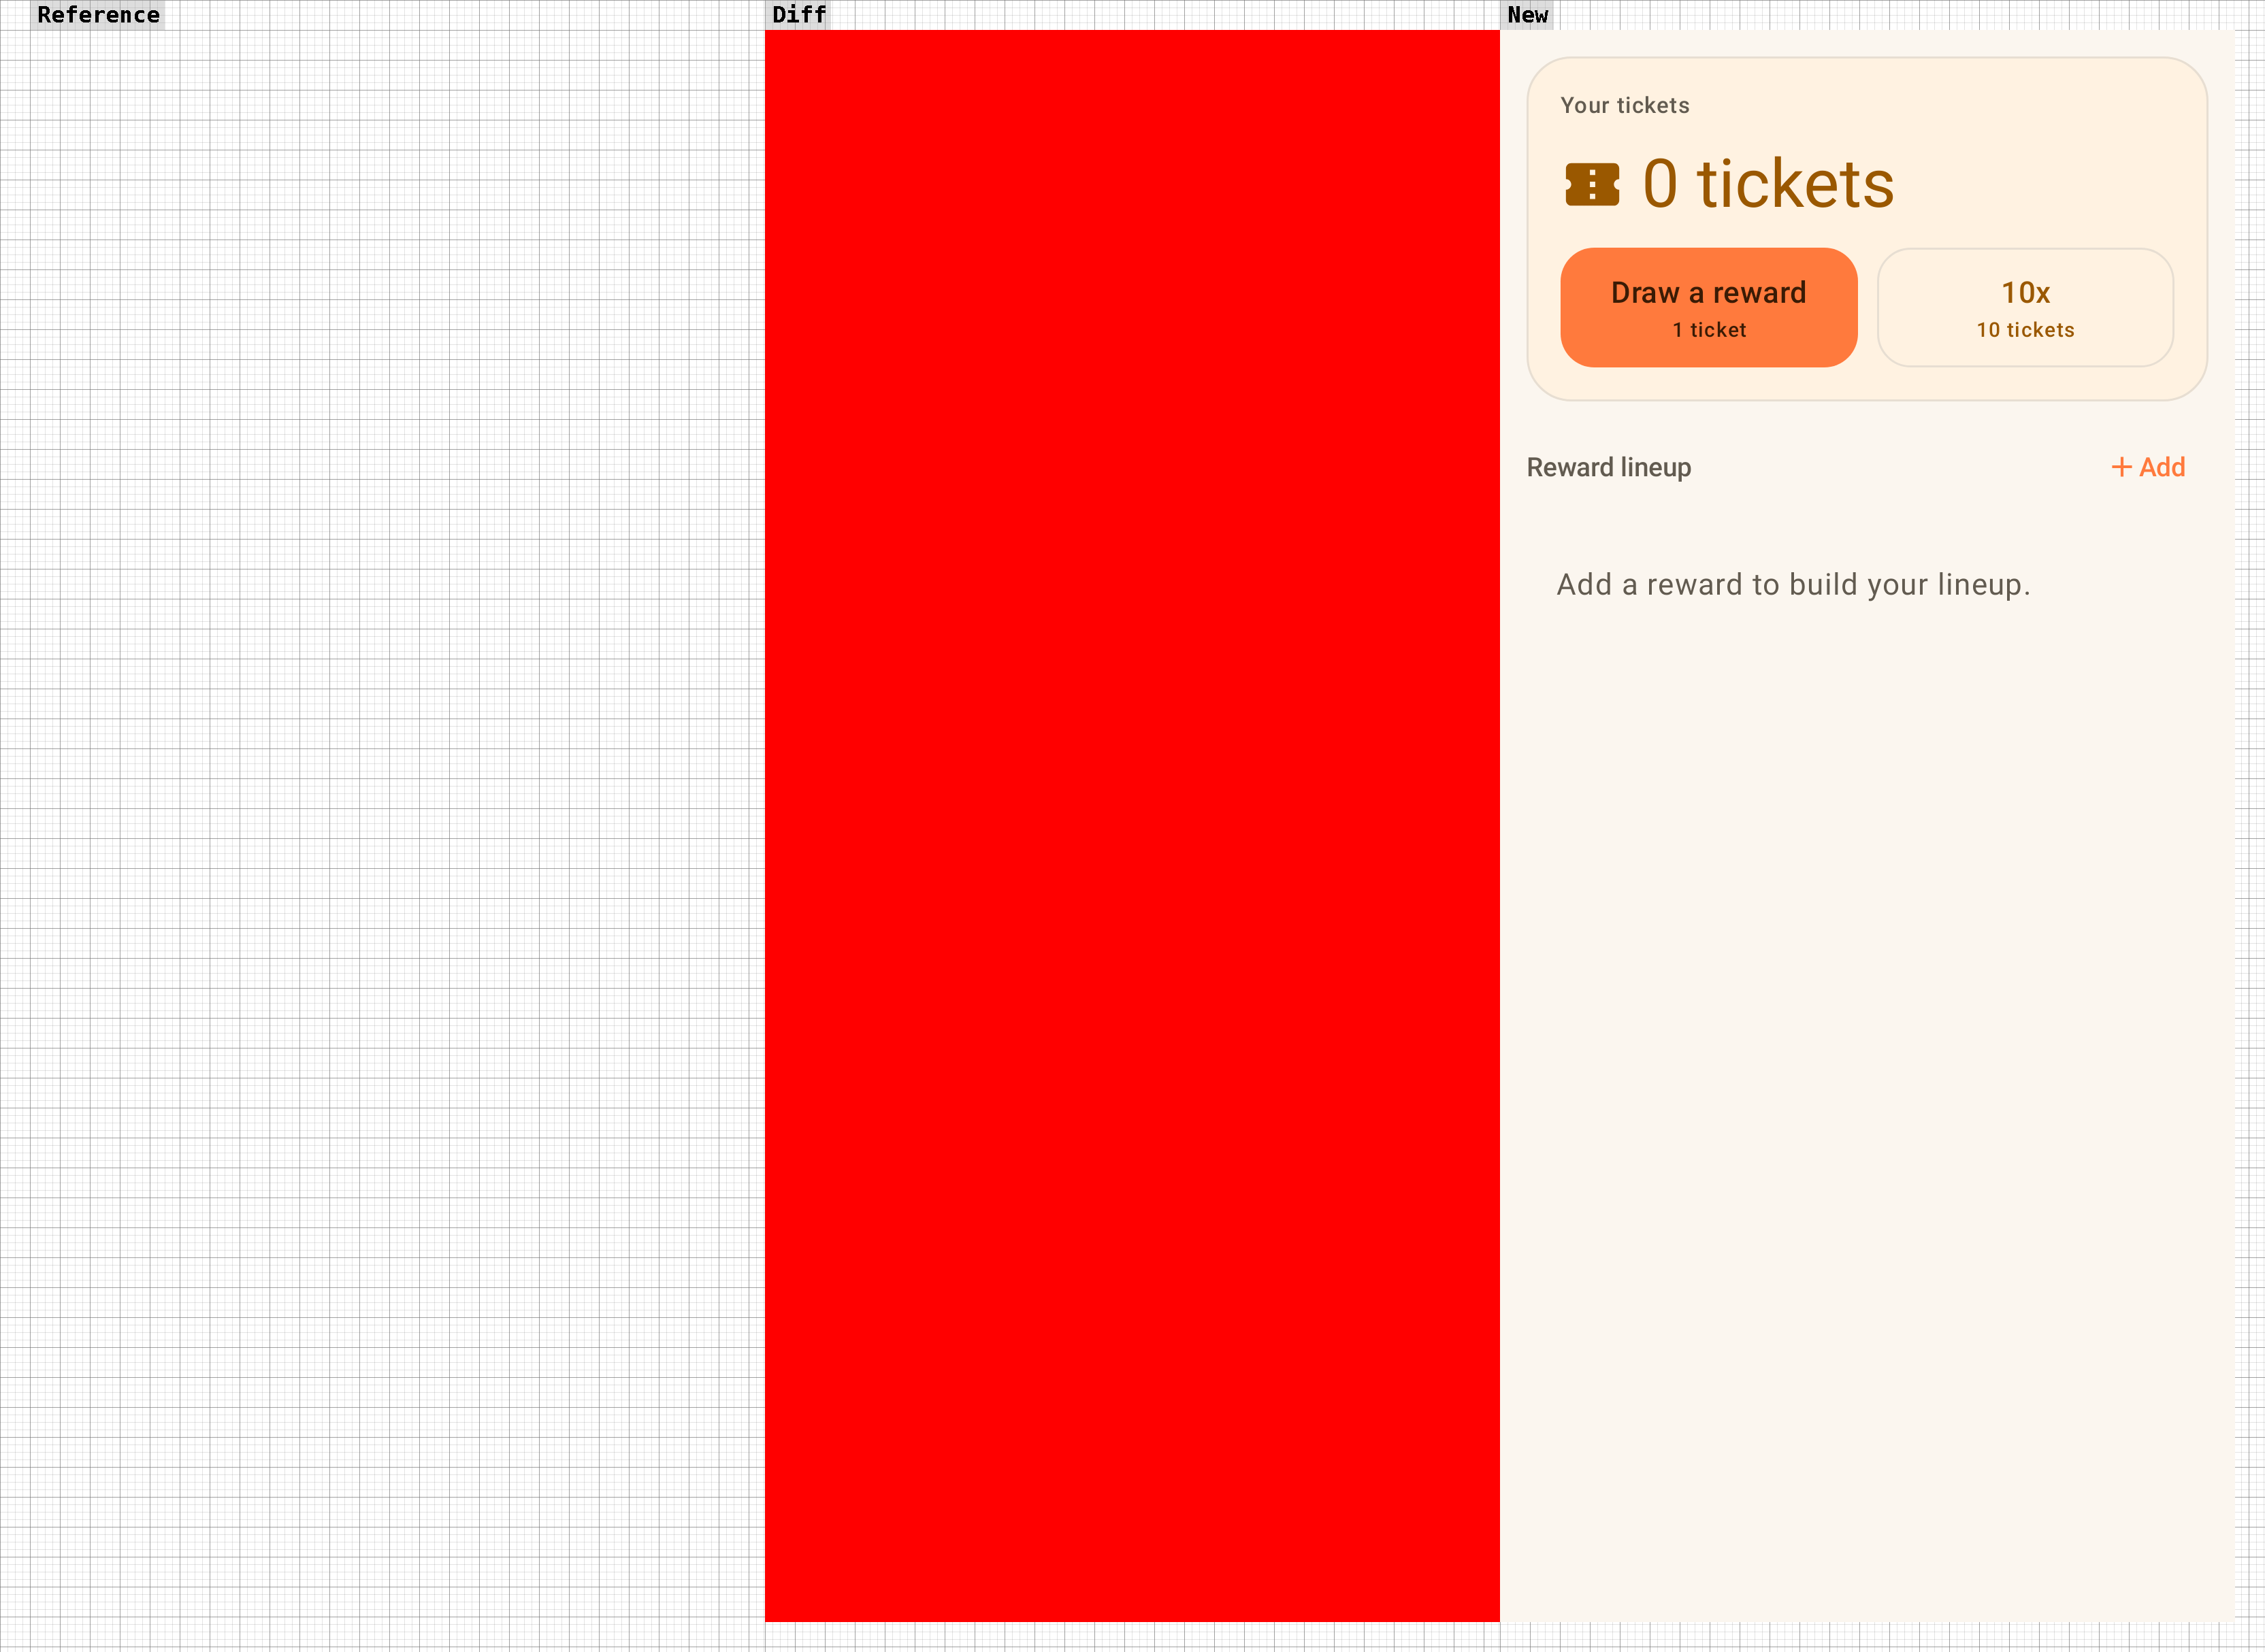 Reference
Diff
New
Your tickets
0 tickets
Draw a reward
1 ticket
10x
10 tickets
Reward lineup
+ Add
Add a reward to build your lineup.